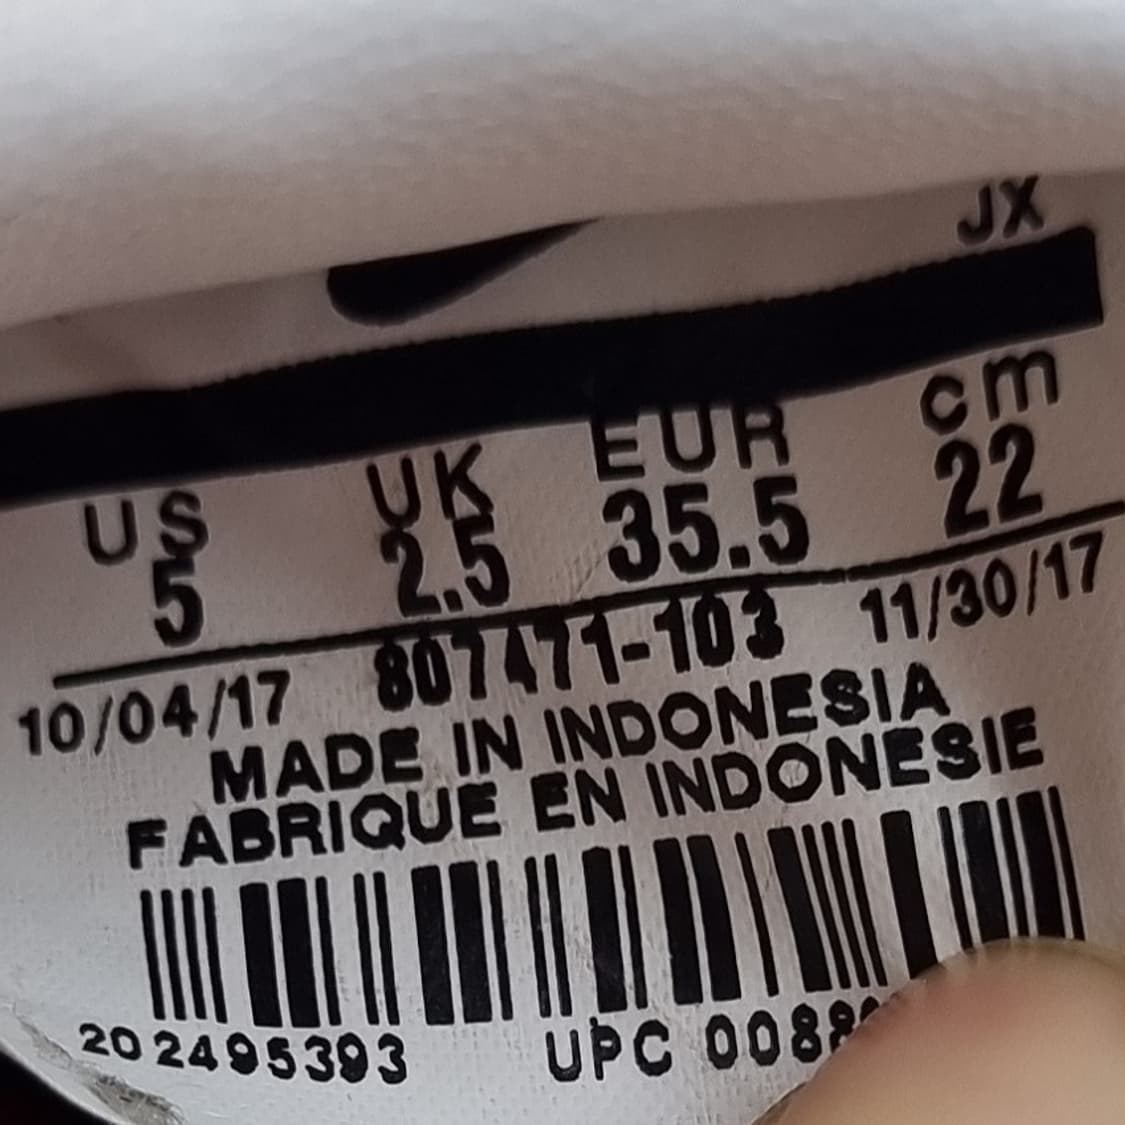 JX
US UK EUR cm
5 2.5 35.5 22
10/04/17 807471-103 11/30/17
MADE IN INDONESIA
FABRIQUE EN INDONESIE
202495393 UPC 0088